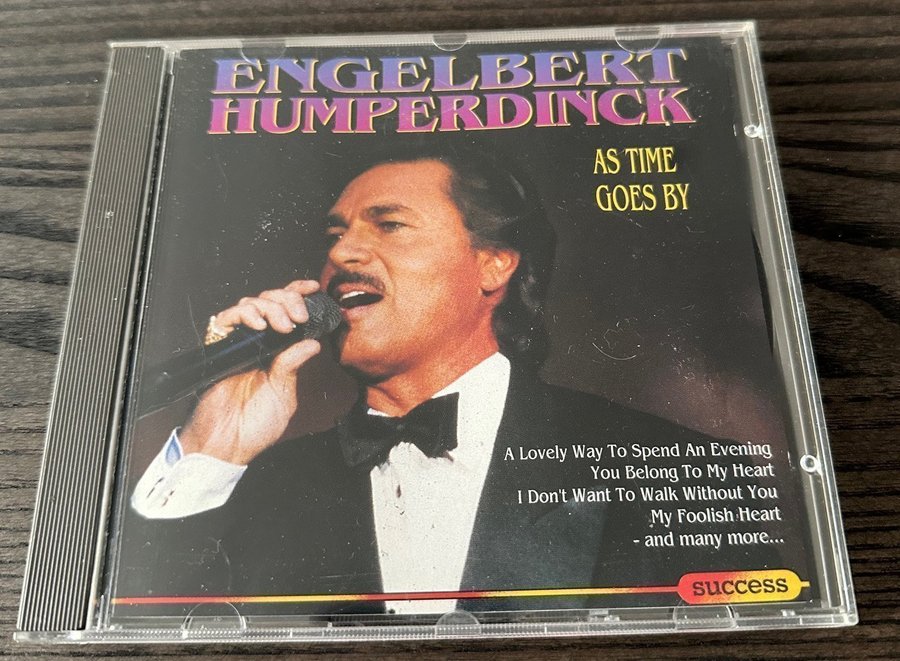 ENGELBERT
HUMPERDINCK
AS TIME
GOES BY
A Lovely Way To Spend An Evening
You Belong To My Heart
I Don't Want To Walk Without You
My Foolish Heart
- and many more...
success